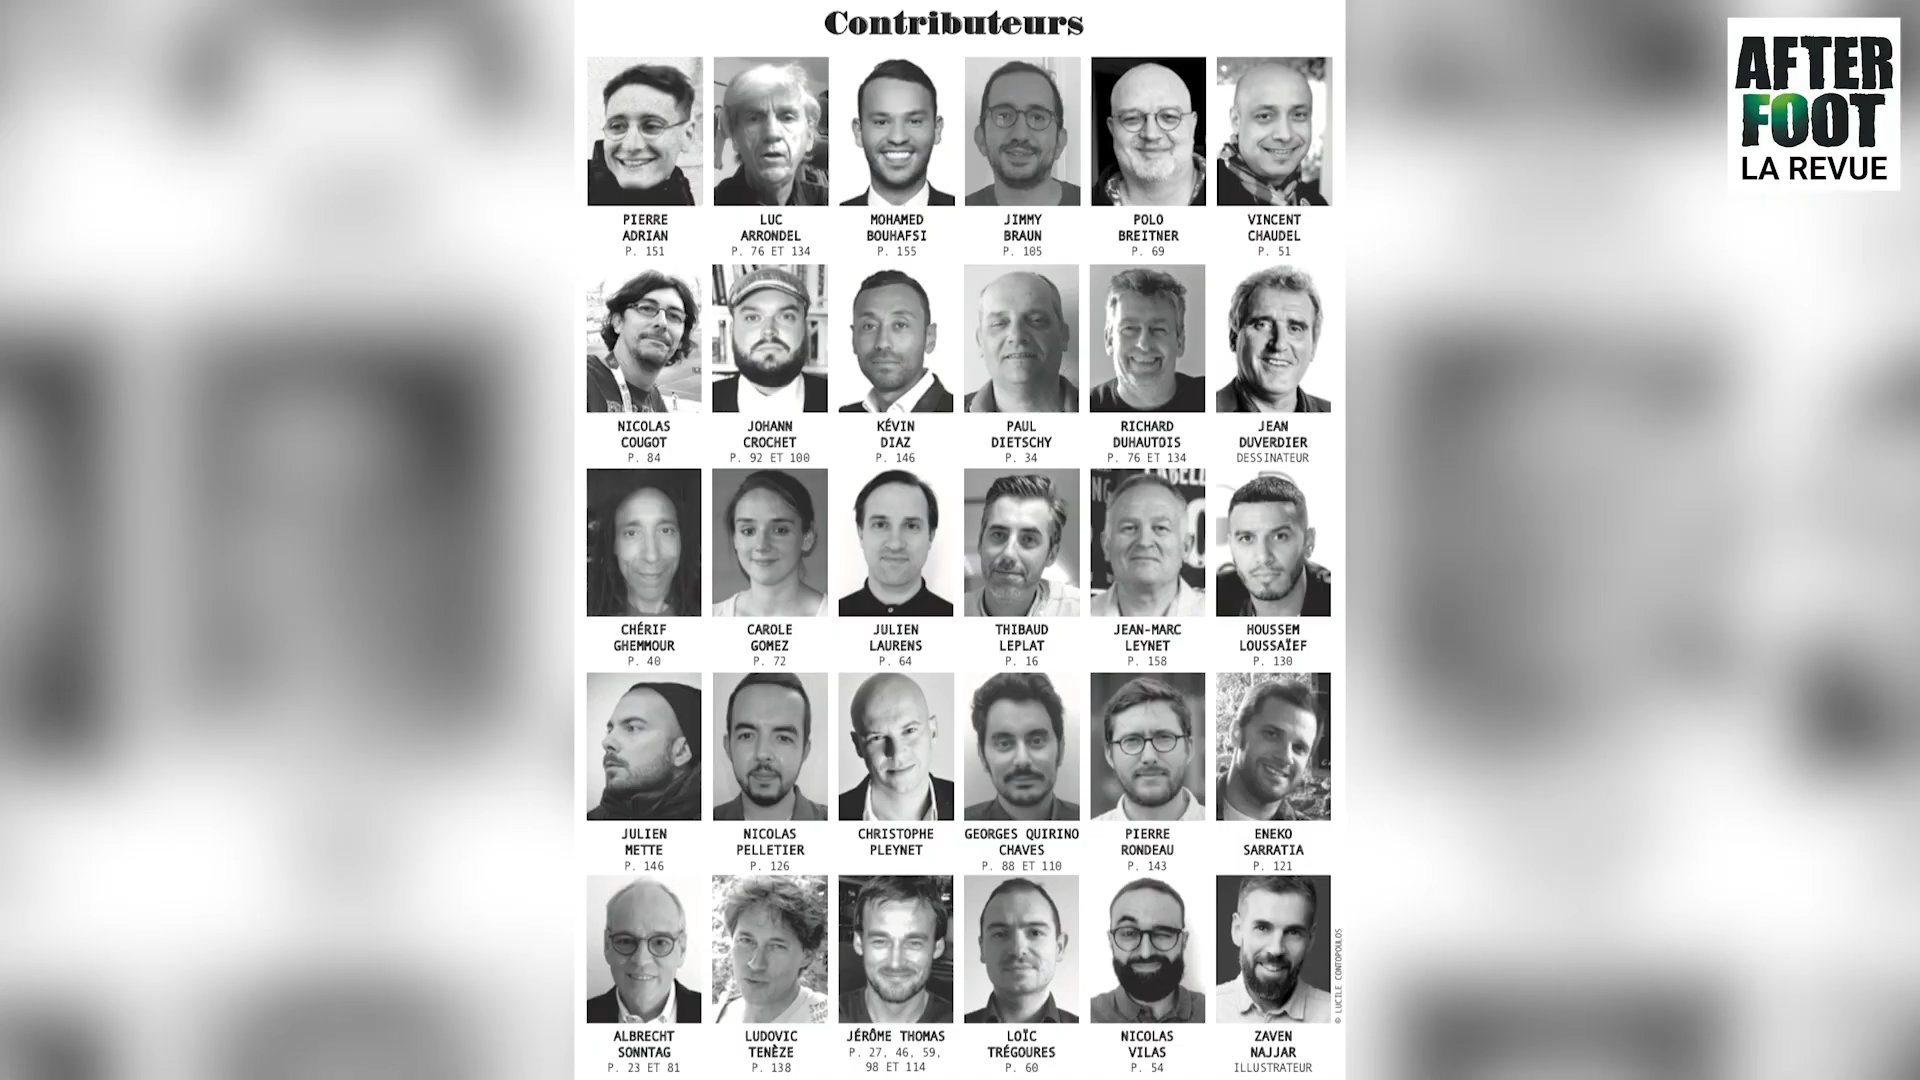 Contributeurs
AFTER
FOOT
LA REVUE
PIERRE
ADRIAN
P. 151
LUC
ARRONDEL
P. 76 ET 134
MOHAMED
BOUHAFSI
P. 155
JIMMY
BRAUN
P. 105
POLO
BREITNER
P. 69
VINCENT
CHAUDEL
P. 51
NICOLAS
COUGOT
P. 84
JOHANN
CROCHET
P. 92 ET 100
KÉVIN
DIAZ
P. 146
PAUL
DIETSCHY
P. 34
RICHARD
DUHAUTOIS
P. 76 ET 134
JEAN
DUVERDIER
DESSINATEUR
CHÉRIF
GHEMMOUR
P. 40
CAROLE
GOMEZ
P. 72
JULIEN
LAURENS
P. 64
THIBAUD
LEPLAT
P. 16
JEAN-MARC
LEYNET
P. 158
HOUSSEM
LOUSSAÏEF
P. 130
JULIEN
METTE
P. 146
NICOLAS
PELLETIER
P. 126
CHRISTOPHE
PLEYNET
GEORGES QUIRINO
CHAVES
P. 88 ET 110
PIERRE
RONDEAU
P. 143
ENEKO
SARRATIA
P. 121
ALBRECHT
SONNTAG
P. 23 ET 81
LUDOVIC
TENÈZE
P. 138
JÉRÔME THOMAS
P. 27, 46, 59,
98 ET 114
LOÏC
TRÉGOURES
P. 60
NICOLAS
VILAS
P. 54
ZAVEN
NAJJAR
ILLUSTRATEUR
© LUCILE CONTOPOULOS